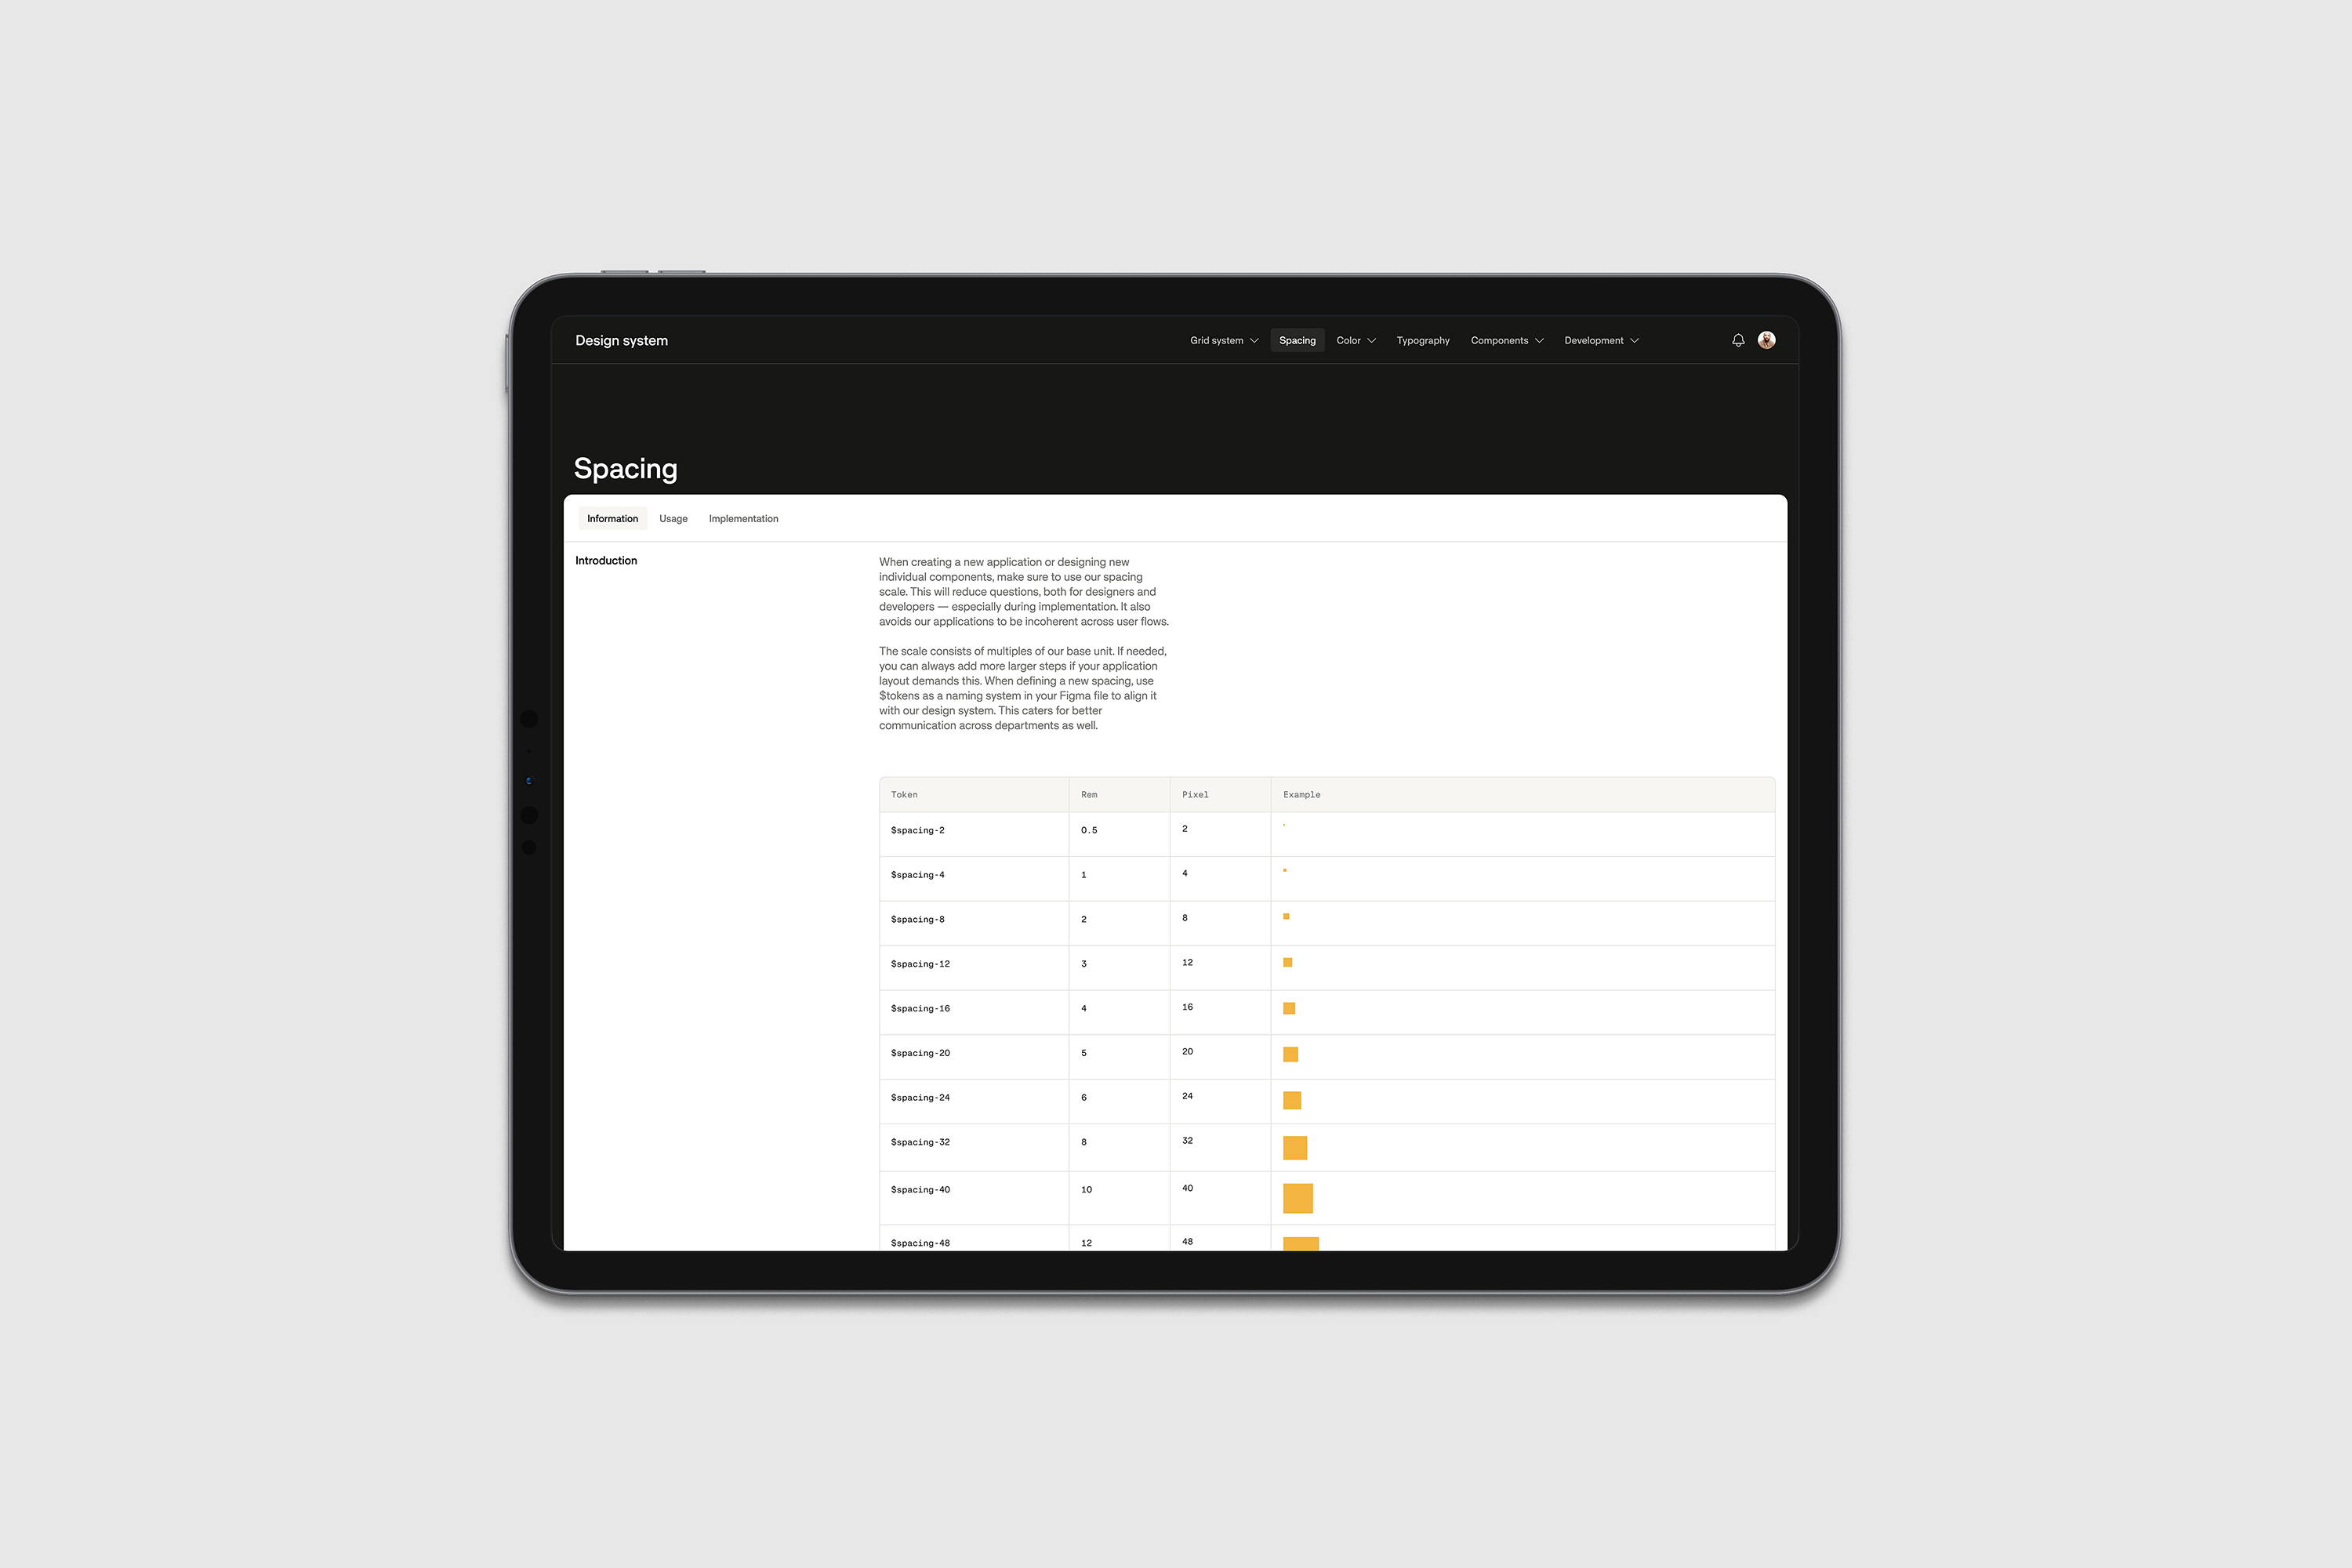 Design system
Grid system
Spacing
Color
Typography
Components
Development
Spacing
Information
Usage
Implementation
Introduction
When creating a new application or designing new
individual components, make sure to use our spacing
scale. This will reduce questions, both for designers and
developers — especially during implementation. It also
avoids our applications to be incoherent across user flows.
The scale consists of multiples of our base unit. If needed,
you can always add more larger steps if your application
layout demands this. When defining a new spacing, use
$tokens as a naming system in your Figma file to align it
with our design system. This caters for better
communication across departments as well.
Token Rem Pixel Example
$spacing-2 0.5 2
$spacing-4 1 4
$spacing-8 2 8
$spacing-12 3 12
$spacing-16 4 16
$spacing-20 5 20
$spacing-24 6 24
$spacing-32 8 32
$spacing-40 10 40
$spacing-48 12 48